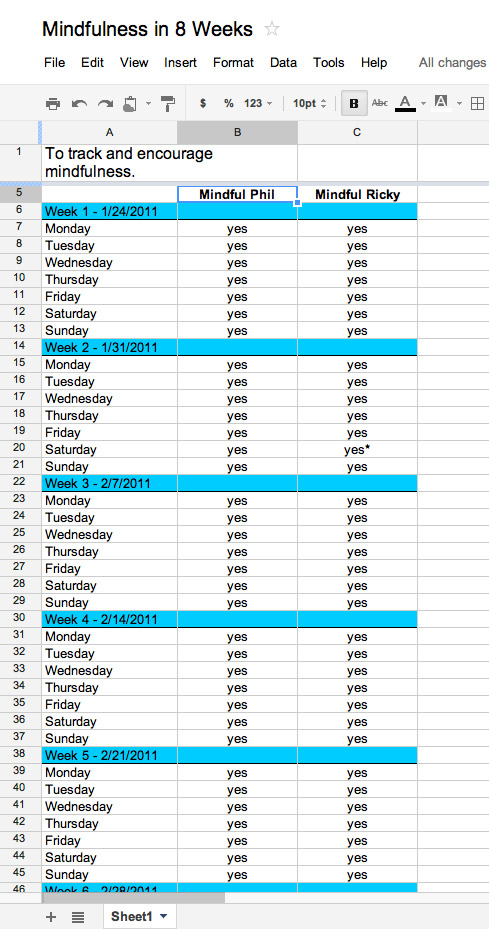 Mindfulness in 8 Weeks
File Edit View Insert Format Data Tools Help All changes
$ % 123 10pt B Abc A A
A B C
1 To track and encourage
mindfulness.
5 Mindful Phil Mindful Ricky
6 Week 1 - 1/24/2011
7 Monday yes yes
8 Tuesday yes yes
9 Wednesday yes yes
10 Thursday yes yes
11 Friday yes yes
12 Saturday yes yes
13 Sunday yes yes
14 Week 2 - 1/31/2011
15 Monday yes yes
16 Tuesday yes yes
17 Wednesday yes yes
18 Thursday yes yes
19 Friday yes yes
20 Saturday yes yes*
21 Sunday yes yes
22 Week 3 - 2/7/2011
23 Monday yes yes
24 Tuesday yes yes
25 Wednesday yes yes
26 Thursday yes yes
27 Friday yes yes
28 Saturday yes yes
29 Sunday yes yes
30 Week 4 - 2/14/2011
31 Monday yes yes
32 Tuesday yes yes
33 Wednesday yes yes
34 Thursday yes yes
35 Friday yes yes
36 Saturday yes yes
37 Sunday yes yes
38 Week 5 - 2/21/2011
39 Monday yes yes
40 Tuesday yes yes
41 Wednesday yes yes
42 Thursday yes yes
43 Friday yes yes
44 Saturday yes yes
45 Sunday yes yes
46 Week 6 - 2/28/2011
Sheet1